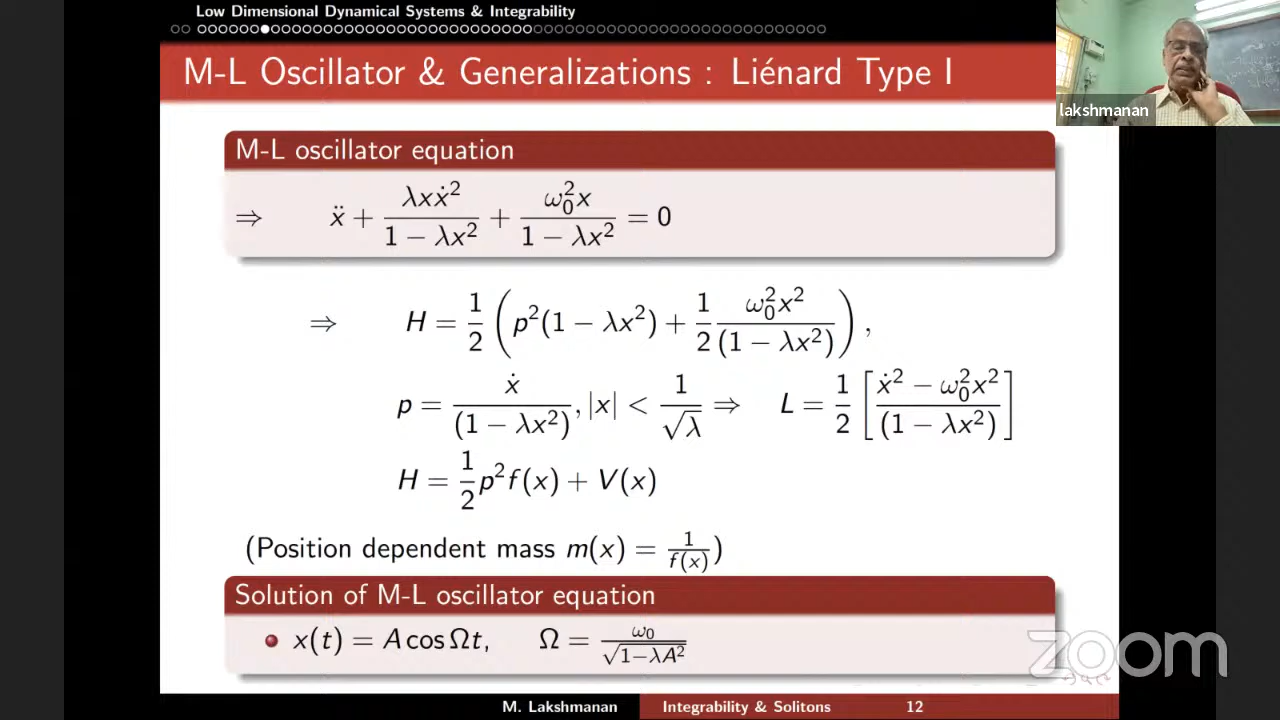 Low Dimensional Dynamical Systems & Integrability
M-L Oscillator & Generalizations : Liénard Type I
lakshmanan
M-L oscillator equation
⇒ ẍ + λxẋ²/(1 − λx²) + ω₀²x/(1 − λx²) = 0
⇒ H = 1/2 (p²(1 − λx²) + 1/2 ω₀²x²/(1 − λx²)),
p = ẋ/(1 − λx²), |x| < 1/√λ ⇒ L = 1/2 [(ẋ² − ω₀²x²)/(1 − λx²)]
H = 1/2 p²f(x) + V(x)
(Position dependent mass m(x) = 1/f(x))
Solution of M-L oscillator equation
x(t) = A cos Ωt, Ω = ω₀/√(1−λA²)
zoom
M. Lakshmanan Integrability & Solitons 12